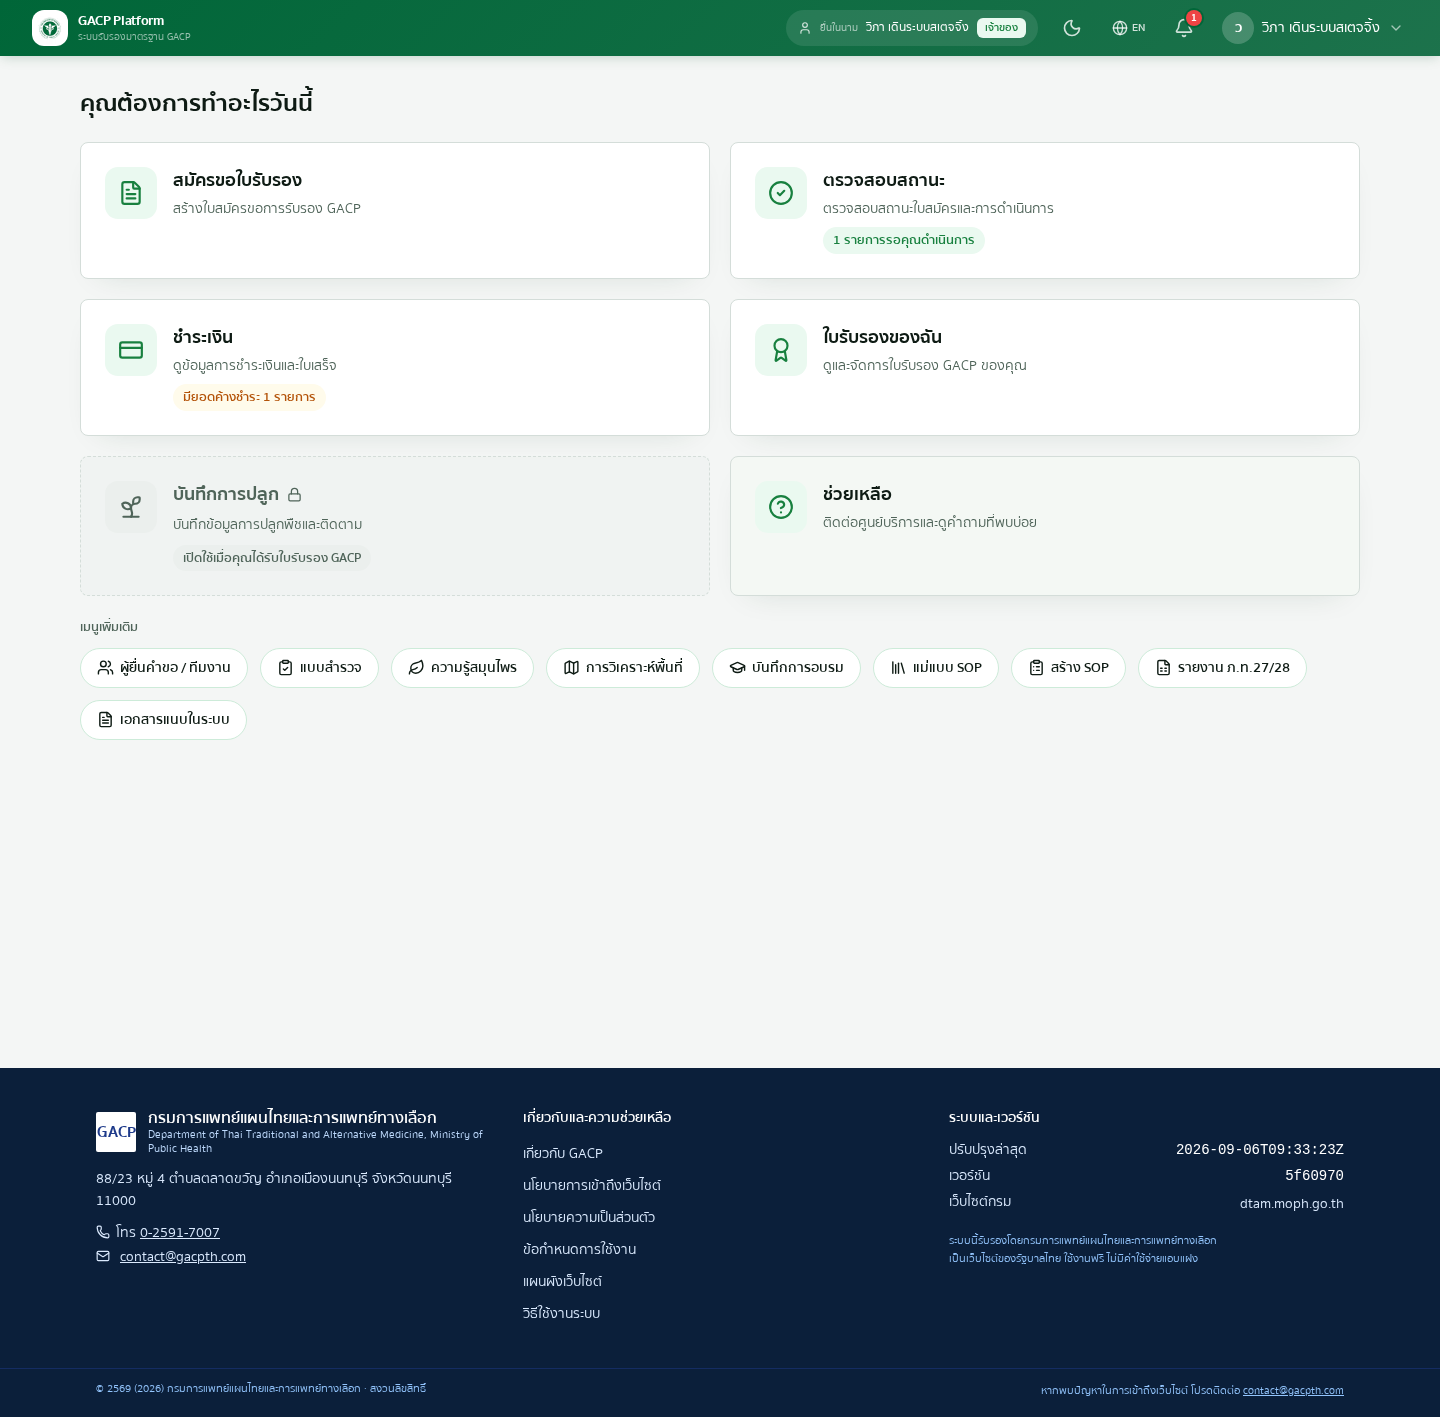 GACP Platform
ระบบรับรองมาตรฐาน GACP
ยื่นในนาม วิภา เดินระบบสเตจจิ้ง เจ้าของ
EN
1
ว วิภา เดินระบบสเตจจิ้ง
คุณต้องการทำอะไรวันนี้
สมัครขอใบรับรอง
สร้างใบสมัครขอการรับรอง GACP
ตรวจสอบสถานะ
ตรวจสอบสถานะใบสมัครและการดำเนินการ
1 รายการรอคุณดำเนินการ
ชำระเงิน
ดูข้อมูลการชำระเงินและใบเสร็จ
มียอดค้างชำระ 1 รายการ
ใบรับรองของฉัน
ดูและจัดการใบรับรอง GACP ของคุณ
บันทึกการปลูก
บันทึกข้อมูลการปลูกพืชและติดตาม
เปิดใช้เมื่อคุณได้รับใบรับรอง GACP
ช่วยเหลือ
ติดต่อศูนย์บริการและดูคำถามที่พบบ่อย
เมนูเพิ่มเติม
ผู้ยื่นคำขอ / ทีมงาน
แบบสำรวจ
ความรู้สมุนไพร
การวิเคราะห์พื้นที่
บันทึกการอบรม
แม่แบบ SOP
สร้าง SOP
รายงาน ภ.ท.27/28
เอกสารแนบในระบบ
GACP
กรมการแพทย์แผนไทยและการแพทย์ทางเลือก
Department of Thai Traditional and Alternative Medicine, Ministry of
Public Health
88/23 หมู่ 4 ตำบลตลาดขวัญ อำเภอเมืองนนทบุรี จังหวัดนนทบุรี
11000
โทร 0-2591-7007
contact@gacpth.com
เกี่ยวกับและความช่วยเหลือ
เกี่ยวกับ GACP
นโยบายการเข้าถึงเว็บไซต์
นโยบายความเป็นส่วนตัว
ข้อกำหนดการใช้งาน
แผนผังเว็บไซต์
วิธีใช้งานระบบ
ระบบและเวอร์ชัน
ปรับปรุงล่าสุด 2026-09-06T09:33:23Z
เวอร์ชัน 5f60970
เว็บไซต์กรม dtam.moph.go.th
ระบบนี้รับรองโดยกรมการแพทย์แผนไทยและการแพทย์ทางเลือก
เป็นเว็บไซต์ของรัฐบาลไทย ใช้งานฟรี ไม่มีค่าใช้จ่ายแอบแฝง
© 2569 (2026) กรมการแพทย์แผนไทยและการแพทย์ทางเลือก · สงวนลิขสิทธิ์
หากพบปัญหาในการเข้าถึงเว็บไซต์ โปรดติดต่อ contact@gacpth.com